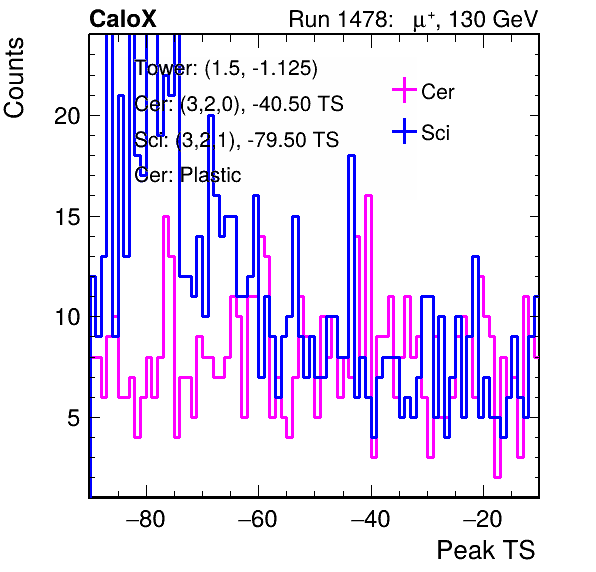 CaloX Run 1478: μ⁺, 130 GeV
Counts
Tower: (1.5, -1.125)
Cer: (3,2,0), -40.50 TS
Sci: (3,2,1), -79.50 TS
Cer: Plastic
Cer
Sci
20
15
10
5
−80 −60 −40 −20
Peak TS